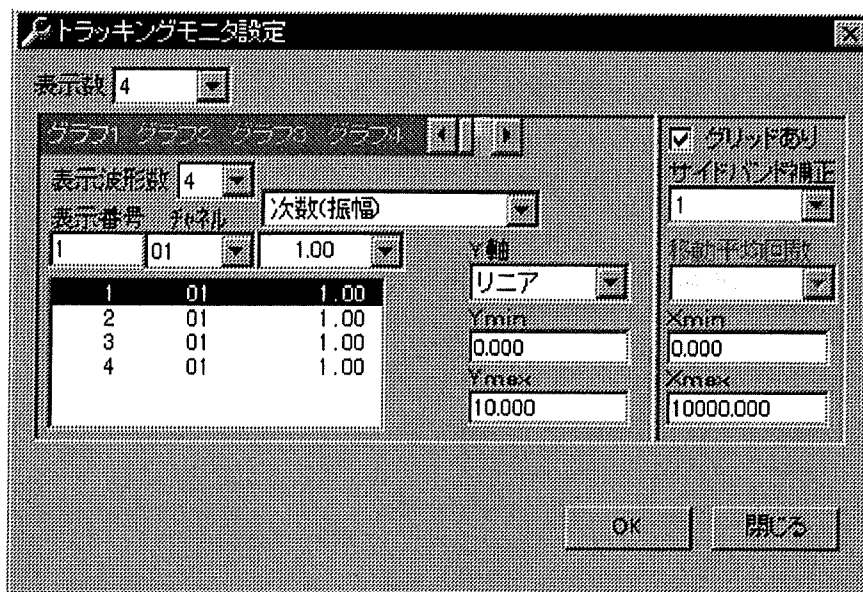 トラッキングモニタ設定
表示数 4
グラフ1 グラフ2 グラフ3 グラフ4
表示波形数 4
次数(振幅)
表示番号 チャネル
1 01 1.00
1 01 1.00
2 01 1.00
3 01 1.00
4 01 1.00
Y軸
リニア
Ymin
0.000
Ymax
10.000
グリッドあり
サイドバンド補正
1
移動平均回数
Xmin
0.000
Xmax
10000.000
OK 閉じる